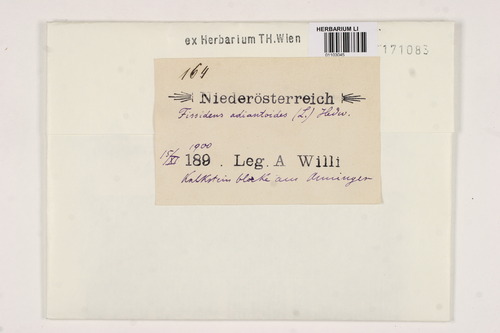 ex Herbarium TH.Wien
HERBARIUM LI
171083
164
Niederösterreich
Fissidens adiantoides (L.) Hedw.
1900
15/XI 189 . Leg. A Willi
Kalkstein blöcke am Anninger